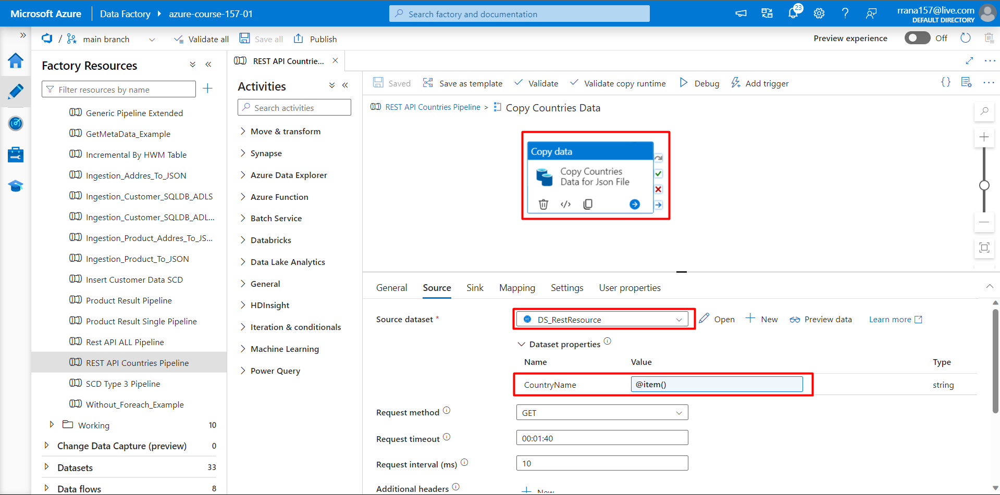 Microsoft Azure
Data Factory
azure-course-157-01
Search factory and documentation
23
rrana157@live.com
DEFAULT DIRECTORY
/
main branch
Validate all
Save all
Publish
Preview experience
Off
Factory Resources
Filter resources by name
Generic Pipeline Extended
GetMetaData_Example
Incremental By HWM Table
Ingestion_Addres_To_JSON
Ingestion_Customer_SQLDB_ADLS
Ingestion_Customer_SQLDB_ADL...
Ingestion_Product_Addres_To_JS...
Ingestion_Product_To_JSON
Insert Customer Data SCD
Product Result Pipeline
Product Result Single Pipeline
Rest API ALL Pipeline
REST API Countries Pipeline
SCD Type 3 Pipeline
Without_Foreach_Example
Working 10
Change Data Capture (preview) 0
Datasets 33
Data flows 8
REST API Countrie...
Activities
Search activities
Move & transform
Synapse
Azure Data Explorer
Azure Function
Batch Service
Databricks
Data Lake Analytics
General
HDInsight
Iteration & conditionals
Machine Learning
Power Query
Saved
Save as template
Validate
Validate copy runtime
Debug
Add trigger
REST API Countries Pipeline > Copy Countries Data
Copy data
Copy Countries
Data for Json File
General
Source
Sink
Mapping
Settings
User properties
Source dataset *
DS_RestResource
Open
New
Preview data
Learn more
Dataset properties
Name Value Type
CountryName @item() string
Request method
GET
Request timeout
00:01:40
Request interval (ms)
10
Additional headers
New